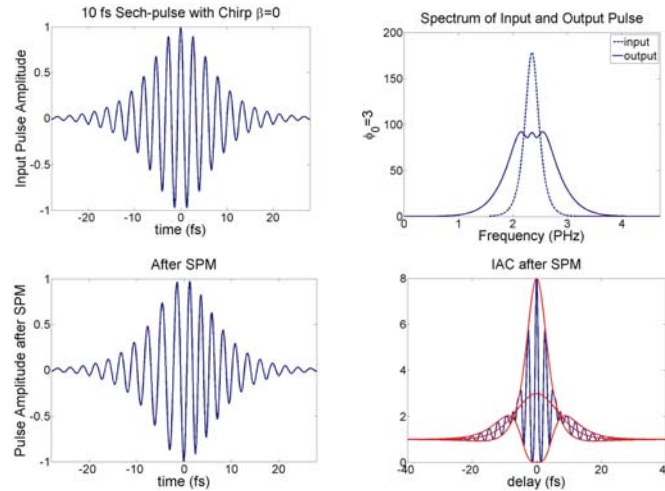 10 fs Sech-pulse with Chirp β=0
Input Pulse Amplitude
1
0.5
0
-0.5
-1
-20 -10 0 10 20
time (fs)
Spectrum of Input and Output Pulse
input
output
ϕ₀=3
200
150
100
50
0
0 1 2 3 4
Frequency (PHz)
After SPM
Pulse Amplitude after SPM
1
0.5
0
-0.5
-1
-20 -10 0 10 20
time (fs)
IAC after SPM
8
6
4
2
0
-40 -20 0 20 40
delay (fs)